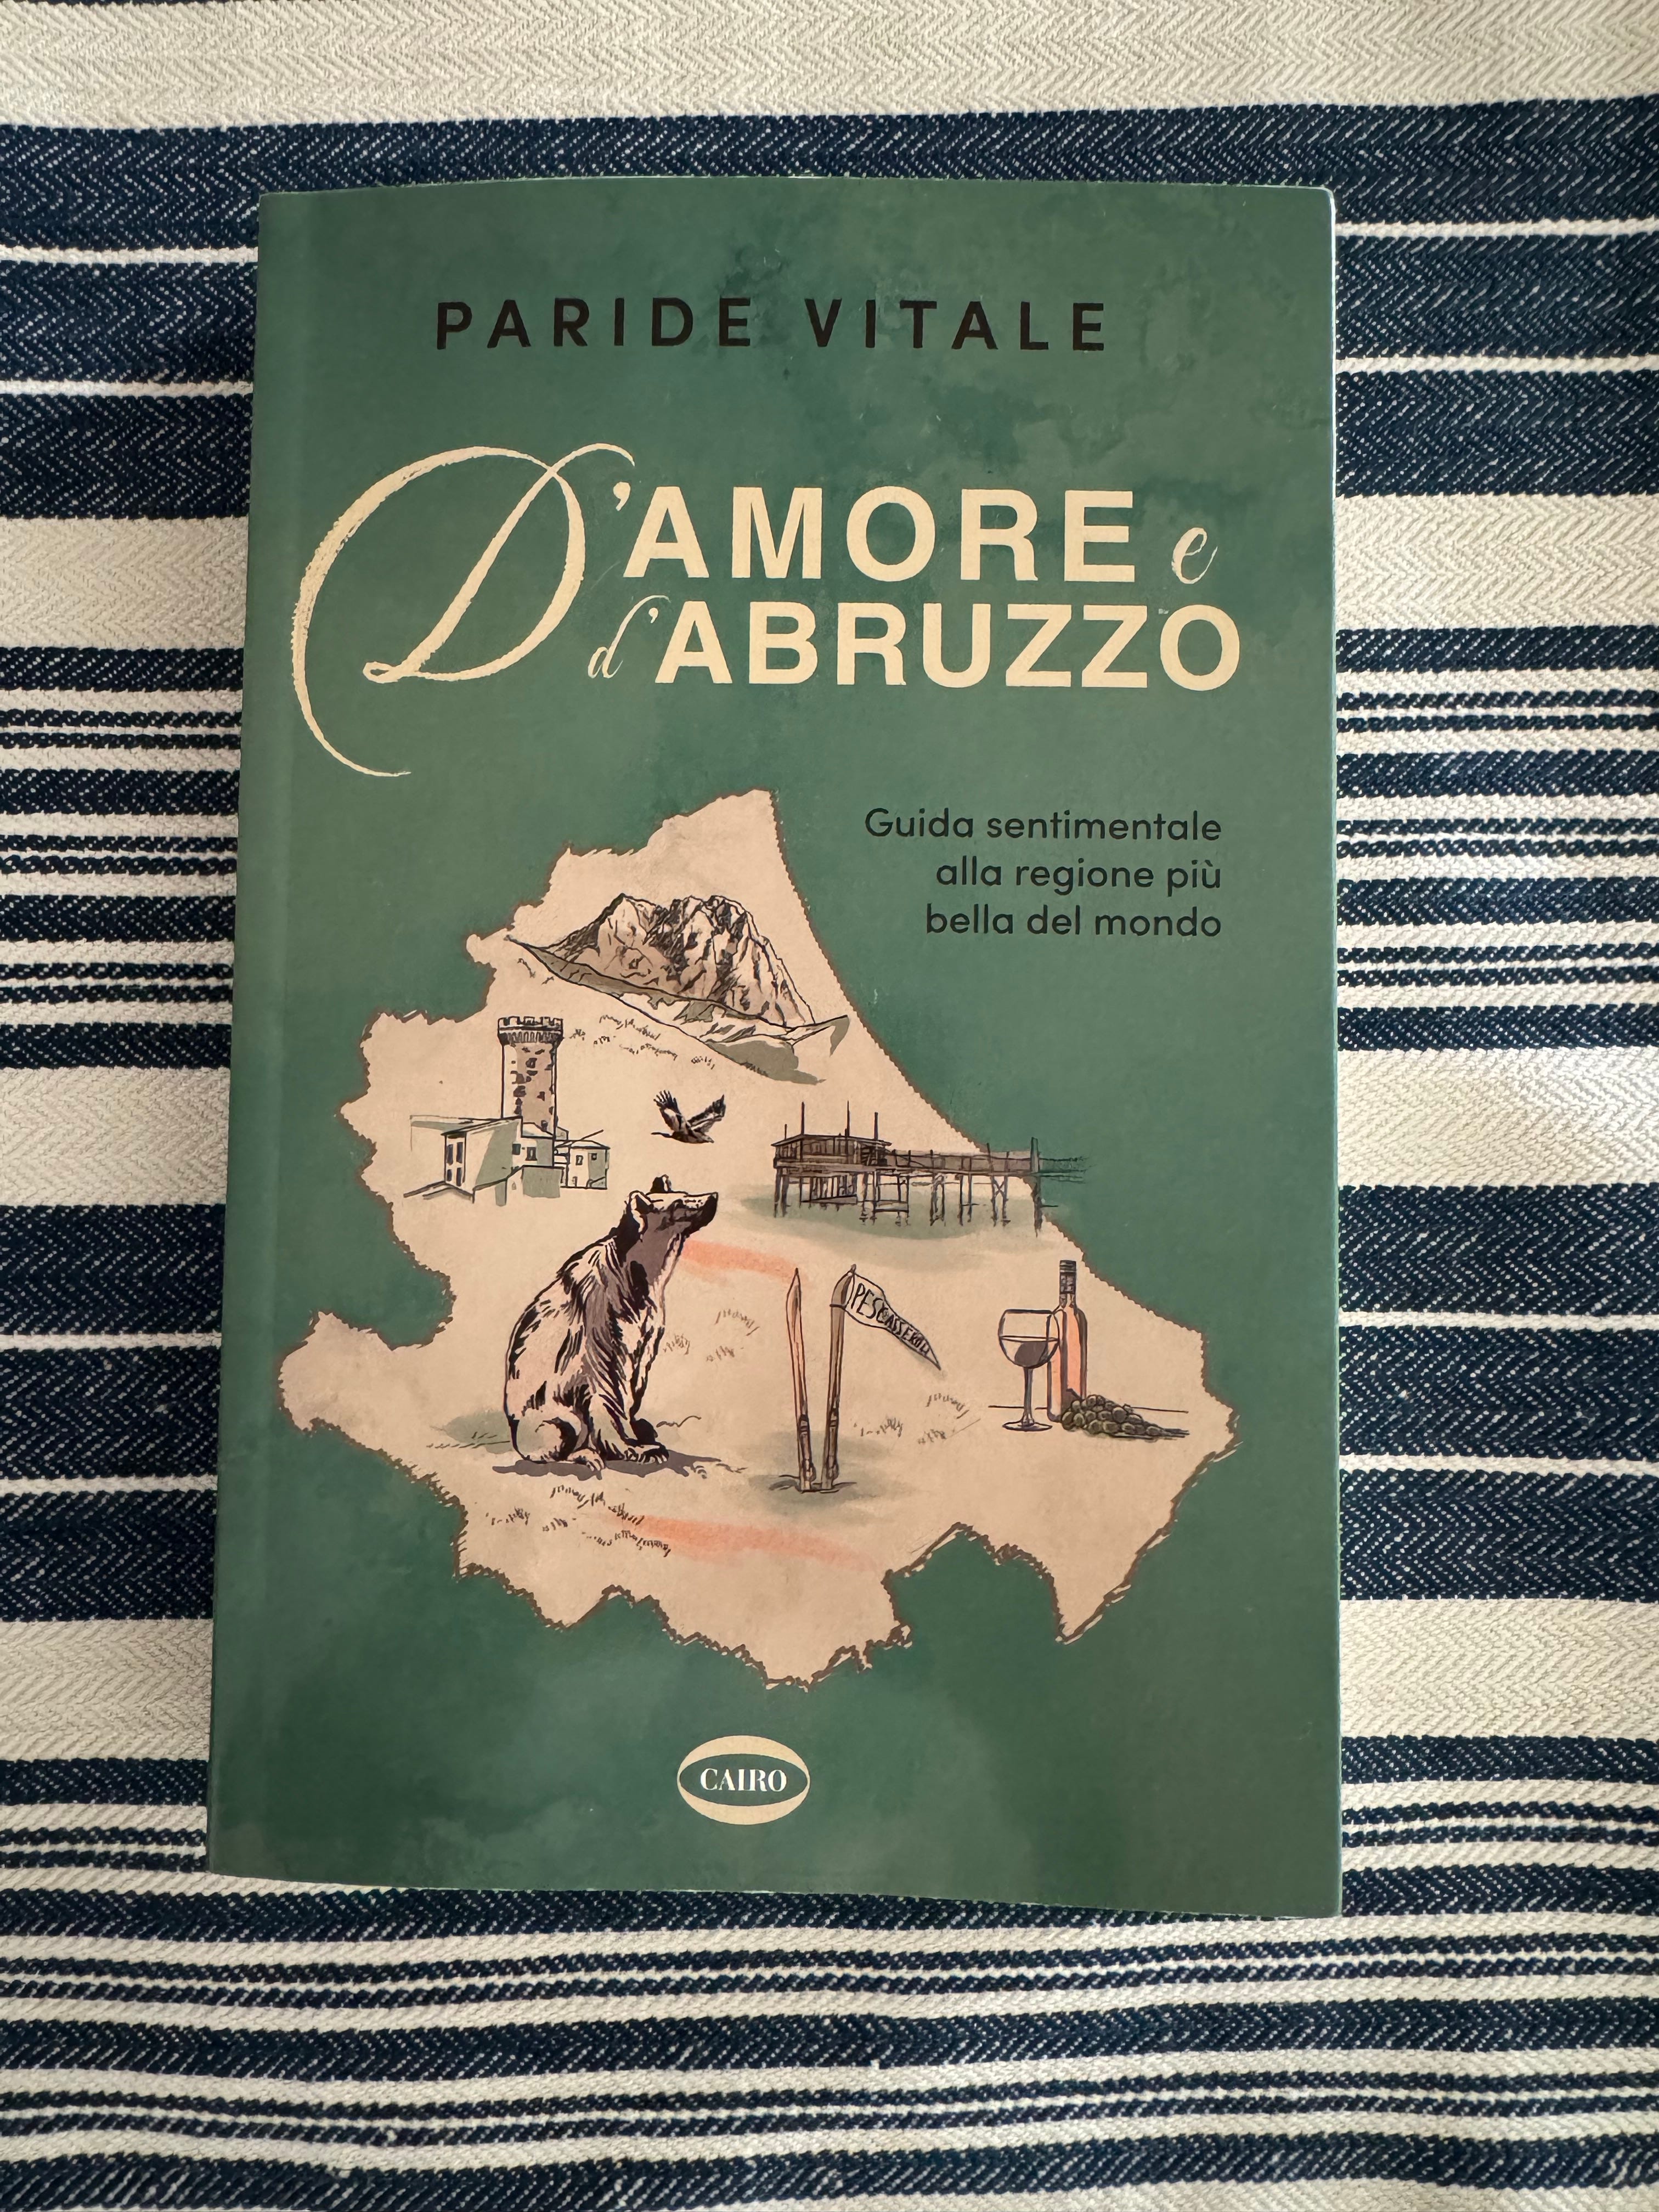 PARIDE VITALE
D'AMORE e
d'ABRUZZO
Guida sentimentale
alla regione più
bella del mondo
PESCASSEROLI
CAIRO